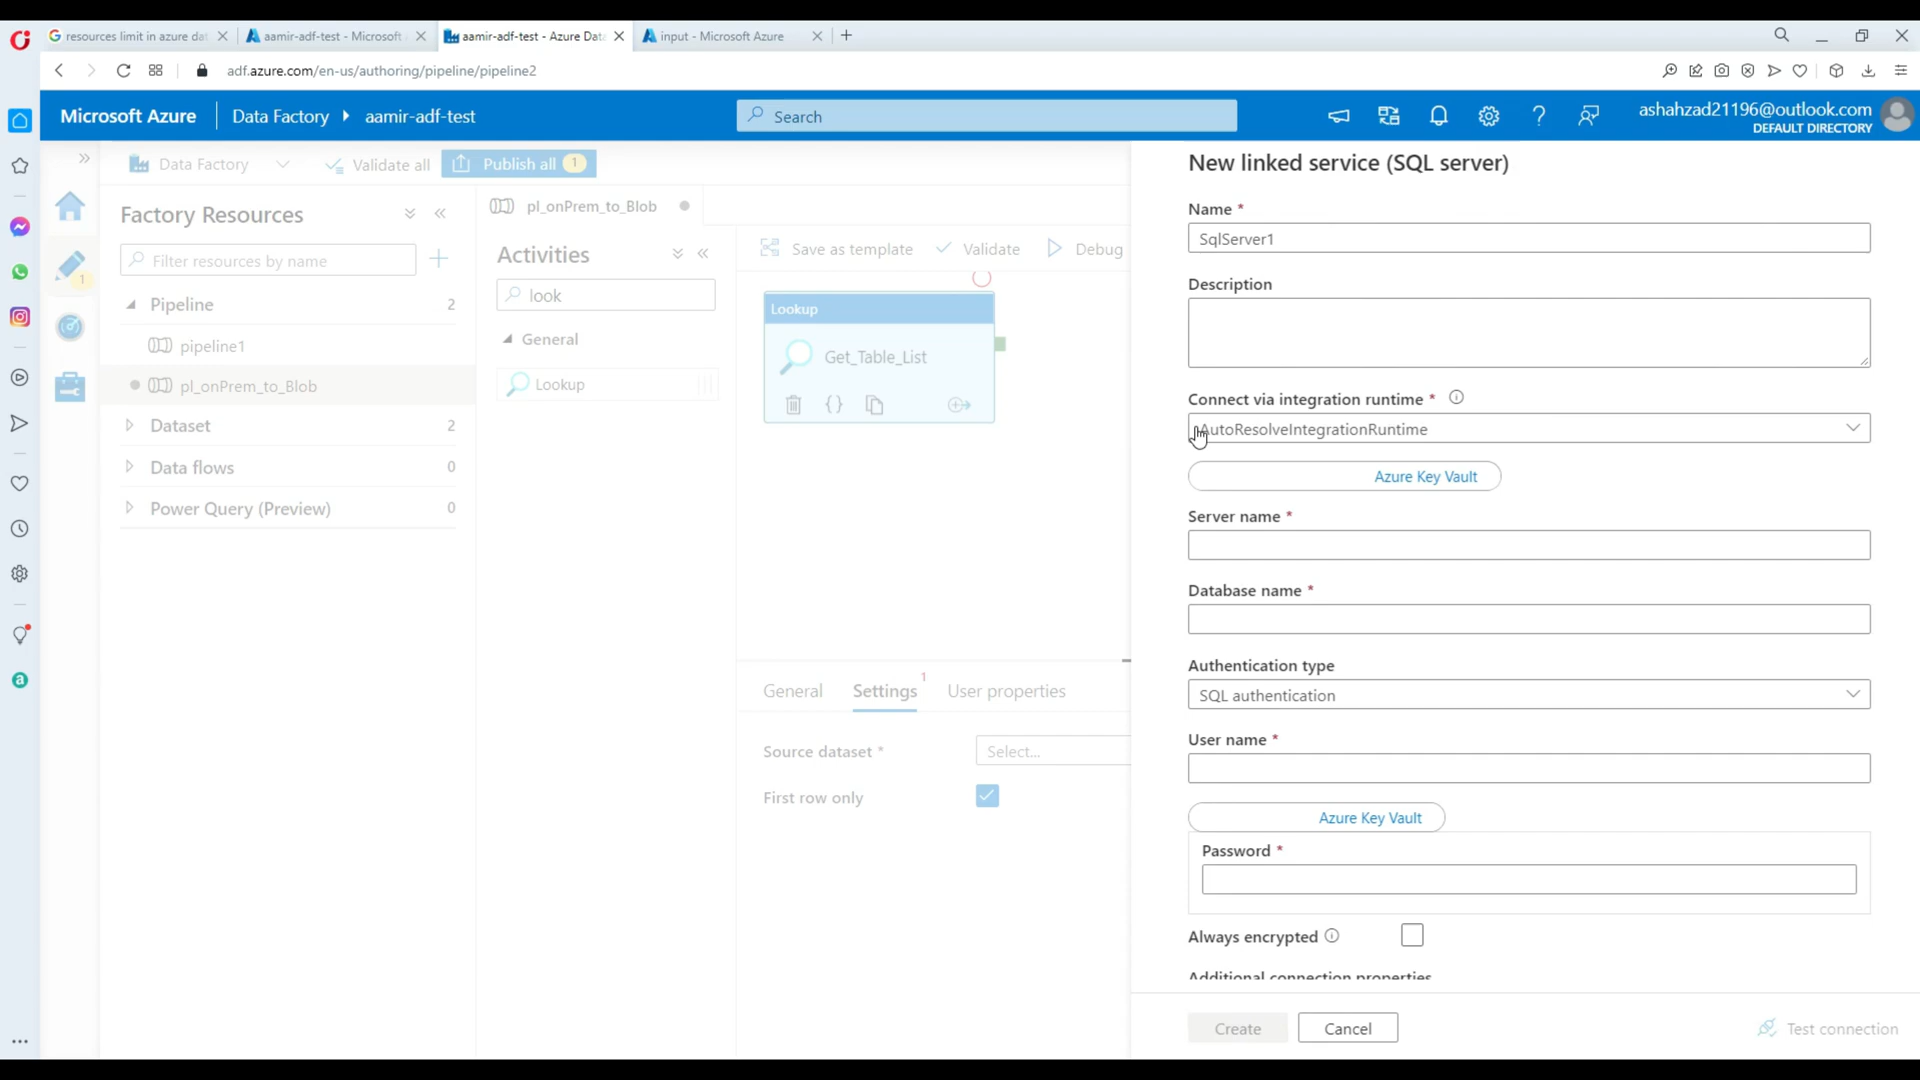 resources limit in azure dat
aamir-adf-test - Microsoft
aamir-adf-test - Azure Data
input - Microsoft Azure
adf.azure.com/en-us/authoring/pipeline/pipeline2
Microsoft Azure
Data Factory
aamir-adf-test
Search
ashahzad21196@outlook.com
DEFAULT DIRECTORY
Data Factory
Validate all
Publish all 1
Factory Resources
Filter resources by name
Pipeline 2
pipeline1
pl_onPrem_to_Blob
Dataset 2
Data flows 0
Power Query (Preview) 0
1
pl_onPrem_to_Blob
Activities
look
General
Lookup
Save as template
Validate
Debug
Lookup
Get_Table_List
General
Settings 1
User properties
Source dataset *
Select...
First row only
New linked service (SQL server)
Name *
SqlServer1
Description
Connect via integration runtime *
AutoResolveIntegrationRuntime
Azure Key Vault
Server name *
Database name *
Authentication type
SQL authentication
User name *
Azure Key Vault
Password *
Always encrypted
Additional connection properties
Create
Cancel
Test connection